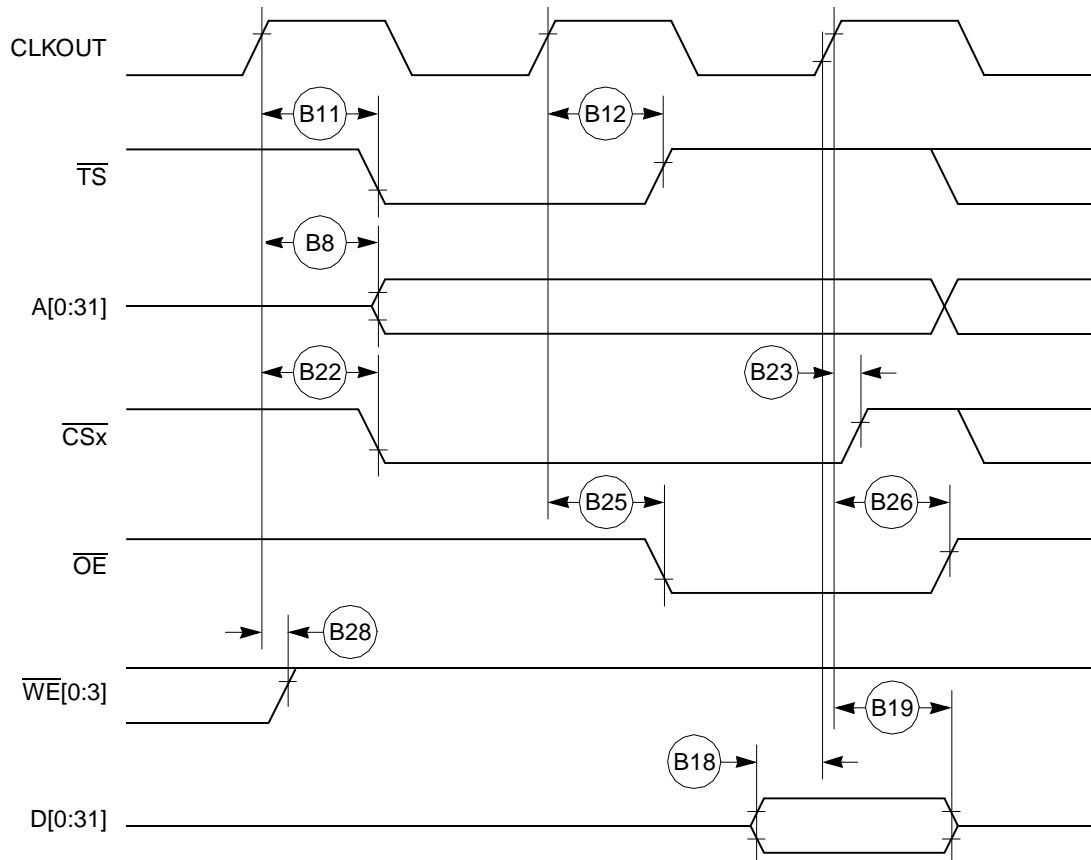 CLKOUT
B11
B12
TS
B8
A[0:31]
B22
B23
CSx
B25
B26
OE
B28
WE[0:3]
B19
B18
D[0:31]